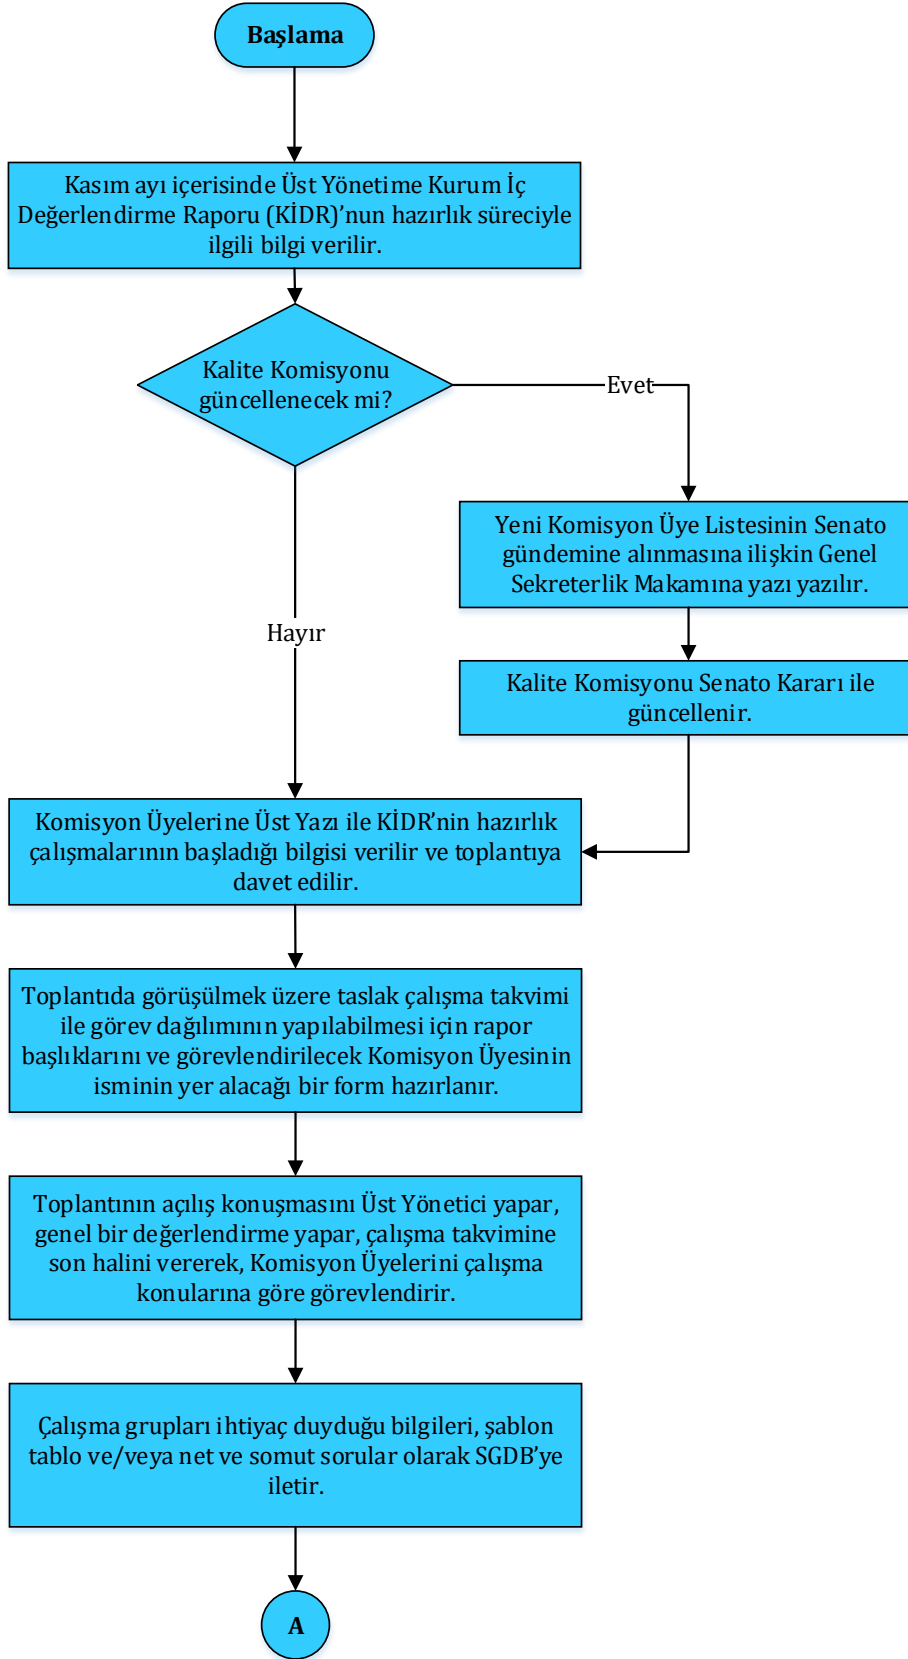 Başlama
Kasım ayı içerisinde Üst Yönetime Kurum İç
Değerlendirme Raporu (KİDR)’nun hazırlık süreciyle
ilgili bilgi verilir.
Kalite Komisyonu
güncellenecek mi?
Evet
Yeni Komisyon Üye Listesinin Senato
gündemine alınmasına ilişkin Genel
Sekreterlik Makamına yazı yazılır.
Hayır
Kalite Komisyonu Senato Kararı ile
güncellenir.
Komisyon Üyelerine Üst Yazı ile KİDR’nin hazırlık
çalışmalarının başladığı bilgisi verilir ve toplantıya
davet edilir.
Toplantıda görüşülmek üzere taslak çalışma takvimi
ile görev dağılımının yapılabilmesi için rapor
başlıklarını ve görevlendirilecek Komisyon Üyesinin
isminin yer alacağı bir form hazırlanır.
Toplantının açılış konuşmasını Üst Yönetici yapar,
genel bir değerlendirme yapar, çalışma takvimine
son halini vererek, Komisyon Üyelerini çalışma
konularına göre görevlendirir.
Çalışma grupları ihtiyaç duyduğu bilgileri, şablon
tablo ve/veya net ve somut sorular olarak SGDB’ye
iletir.
A